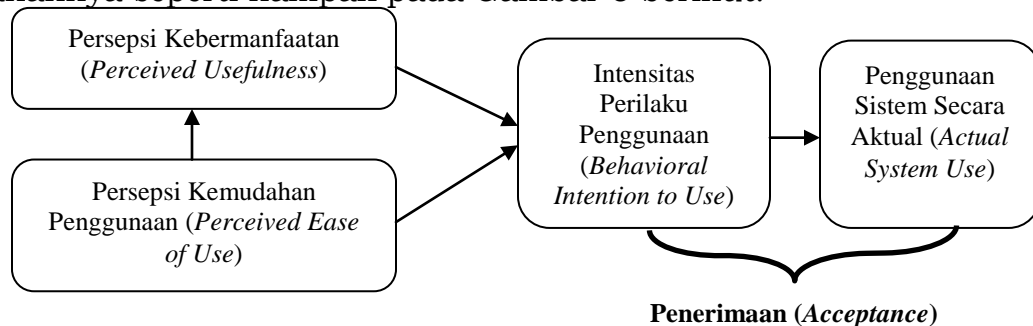 Persepsi Kebermanfaatan
(Perceived Usefulness)
Persepsi Kemudahan
Penggunaan (Perceived Ease
of Use)
Intensitas
Perilaku
Penggunaan
(Behavioral
Intention to Use)
Penggunaan
Sistem Secara
Aktual (Actual
System Use)
Penerimaan (Acceptance)